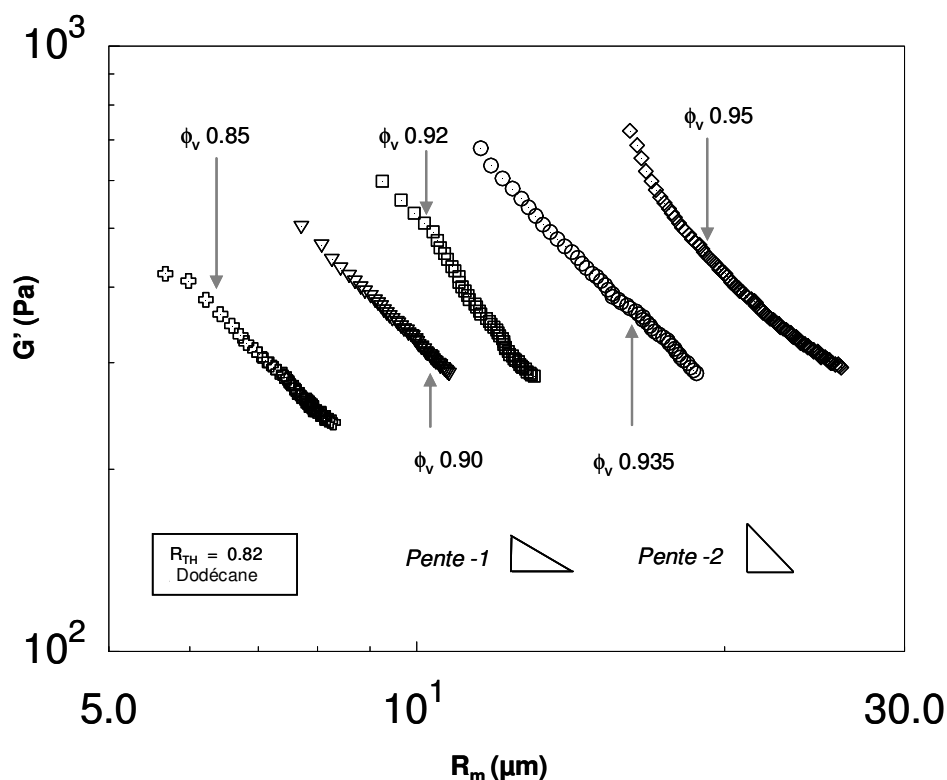 10³
ϕᵥ 0.85
ϕᵥ 0.92
ϕᵥ 0.95
G' (Pa)
ϕᵥ 0.90
ϕᵥ 0.935
R_TH = 0.82
Dodécane
Pente -1
Pente -2
10²
5.0
10¹
30.0
Rₘ (μm)